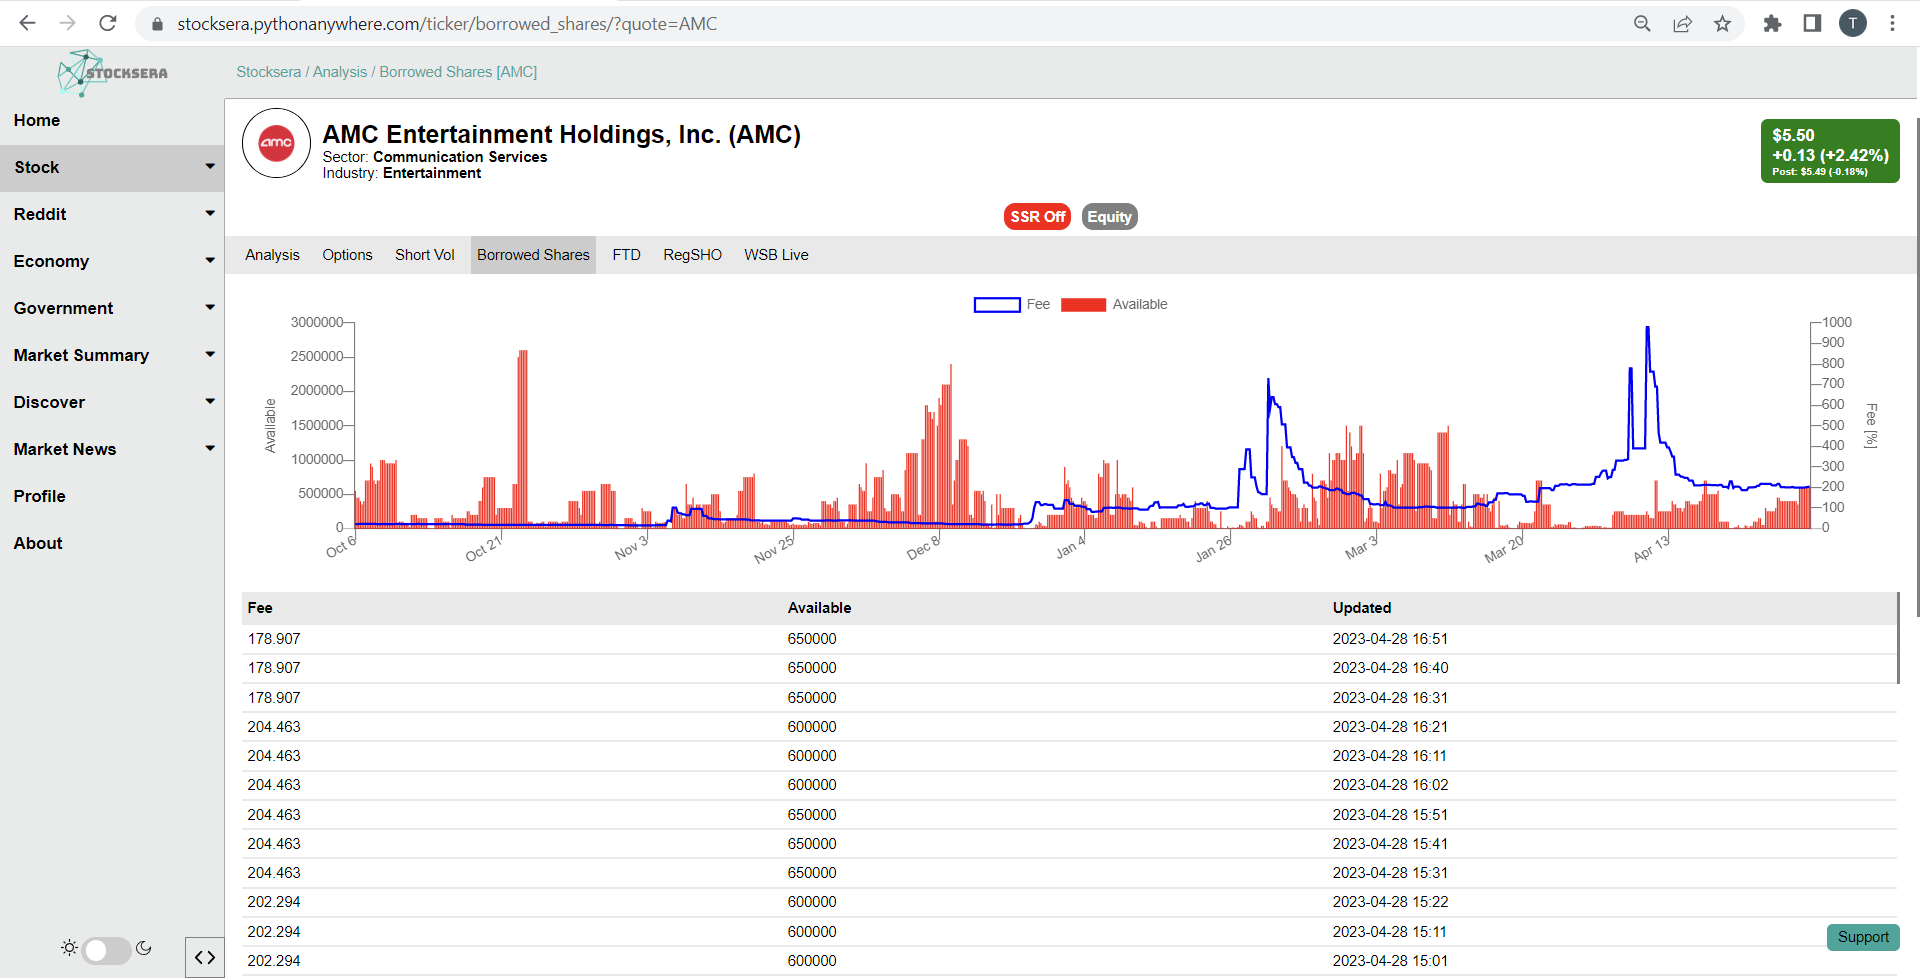 stocksera.pythonanywhere.com/ticker/borrowed_shares/?quote=AMC
T
STOCKSERA
Stocksera / Analysis / Borrowed Shares [AMC]
Home
Stock
Reddit
Economy
Government
Market Summary
Discover
Market News
Profile
About
amc
AMC Entertainment Holdings, Inc. (AMC)
Sector: Communication Services
Industry: Entertainment
$5.50
+0.13 (+2.42%)
Post: $5.49 (-0.18%)
SSR Off Equity
Analysis Options Short Vol Borrowed Shares FTD RegSHO WSB Live
Fee Available
3000000
2500000
2000000
1500000
1000000
500000
0
Available
1000
900
800
700
600
500
400
300
200
100
0
Fee [%]
Oct 6 Oct 21 Nov 3 Nov 25 Dec 8 Jan 4 Jan 26 Mar 3 Mar 20 Apr 13
Fee Available Updated
178.907 650000 2023-04-28 16:51
178.907 650000 2023-04-28 16:40
178.907 650000 2023-04-28 16:31
204.463 600000 2023-04-28 16:21
204.463 600000 2023-04-28 16:11
204.463 600000 2023-04-28 16:02
204.463 650000 2023-04-28 15:51
204.463 650000 2023-04-28 15:41
204.463 650000 2023-04-28 15:31
202.294 600000 2023-04-28 15:22
202.294 600000 2023-04-28 15:11
202.294 600000 2023-04-28 15:01
Support